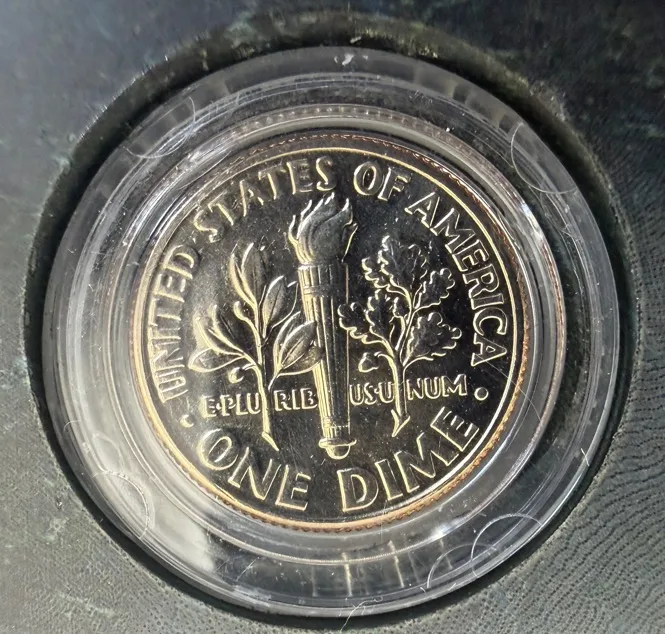 UNITED STATES OF AMERICA
E·PLURIBUS·UNUM
ONE DIME